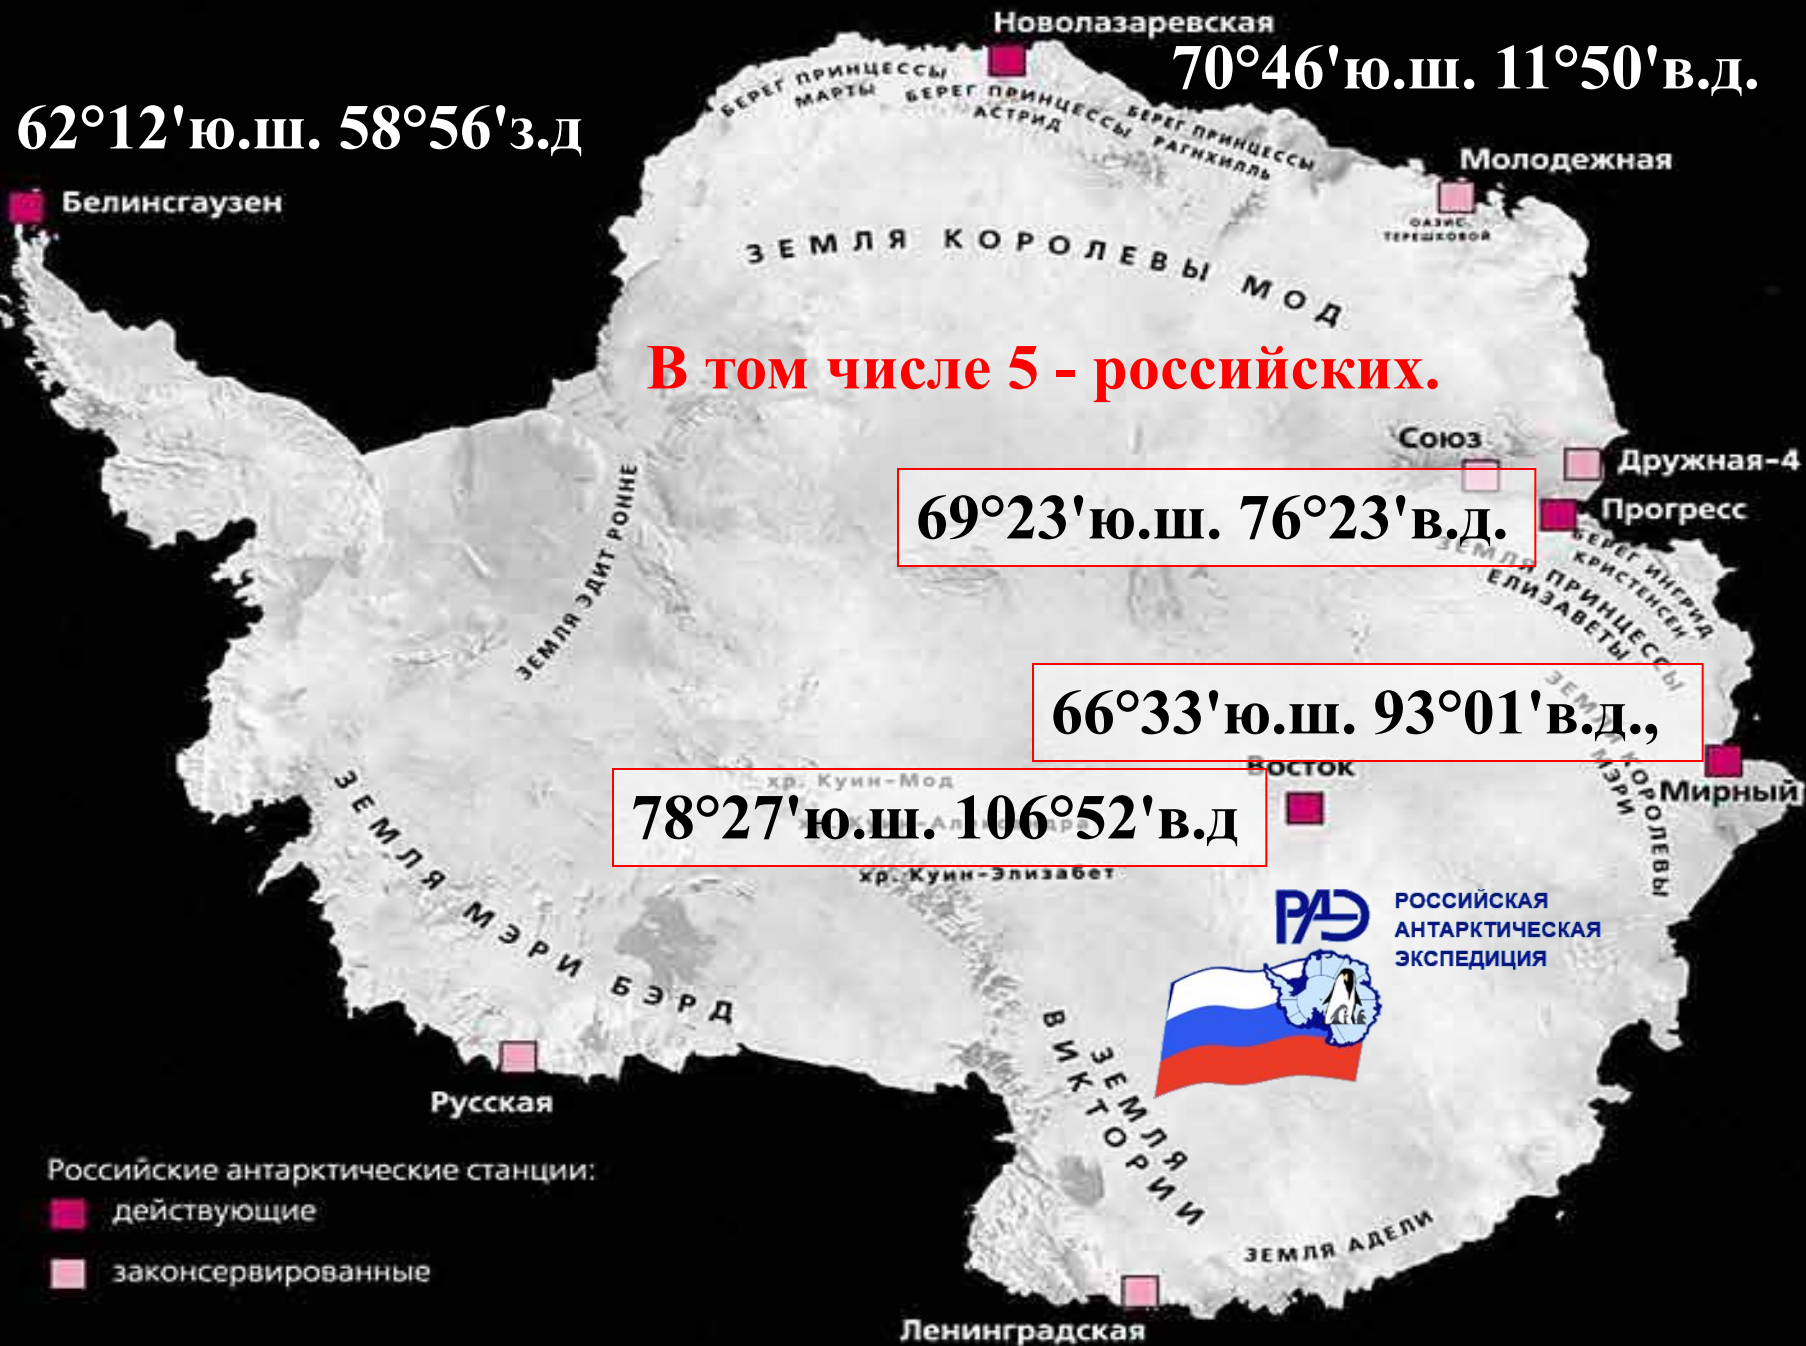 Новолазаревская
70°46'ю.ш. 11°50'в.д.
62°12'ю.ш. 58°56'з.д
БЕРЕГ ПРИНЦЕССЫ
МАРТЫ
БЕРЕГ ПРИНЦЕССЫ
АСТРИД
БЕРЕГ ПРИНЦЕССЫ
РАГНХИЛЛЬ
Молодежная
Белинсгаузен
ОАЗИС
ТЕРЕШКОВОЙ
ЗЕМЛЯ КОРОЛЕВЫ МОД
В том числе 5 - российских.
Союз
Дружная-4
69°23'ю.ш. 76°23'в.д.
Прогресс
ЗЕМЛЯ ЭДИТ РОННЕ
БЕРЕГ ИНГРИД
КРИСТЕНСЕН
ЗЕМЛЯ ПРИНЦЕССЫ
ЕЛИЗАВЕТЫ
66°33'ю.ш. 93°01'в.д.,
ЗЕМЛЯ КОРОЛЕВЫ
МЭРИ
Восток
Мирный
хр. Куин-Мод
78°27'ю.ш. 106°52'в.д
хр. Куин-Александра
хр. Куин-Элизабет
ЗЕМЛЯ МЭРИ БЭРД
РАЭ
РОССИЙСКАЯ
АНТАРКТИЧЕСКАЯ
ЭКСПЕДИЦИЯ
ЗЕМЛЯ
ВИКТОРИИ
Русская
Российские антарктические станции:
действующие
законсервированные
ЗЕМЛЯ АДЕЛИ
Ленинградская